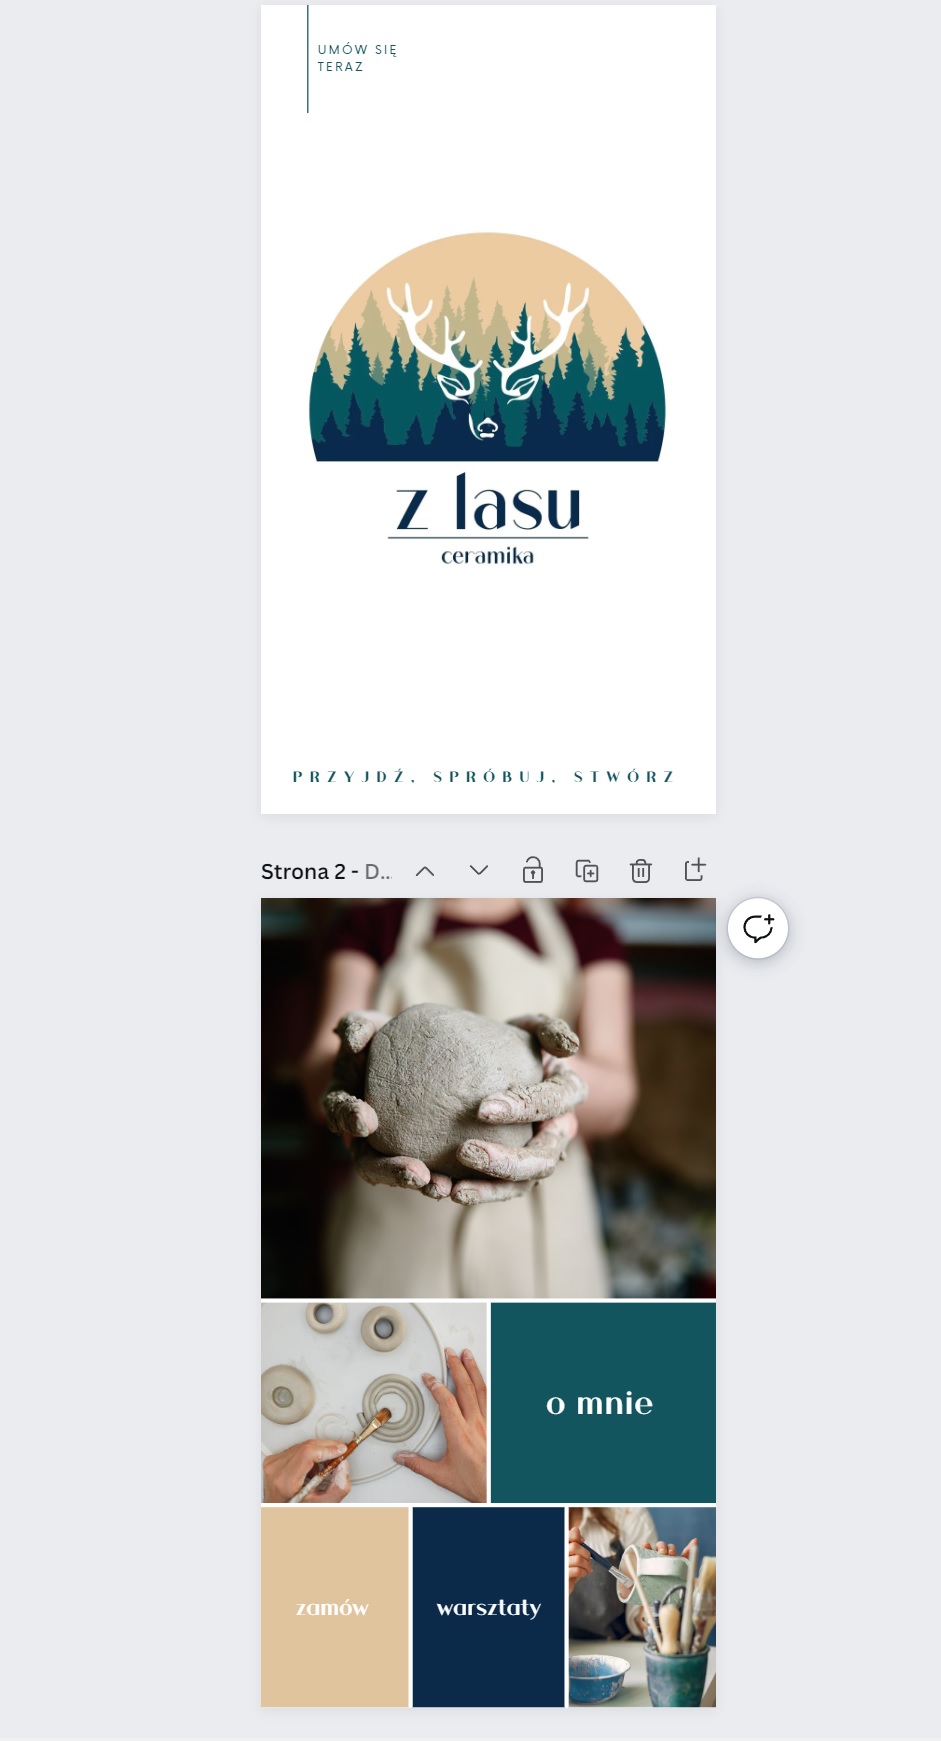 UMÓW SIĘ
TERAZ
z lasu
ceramika
PRZYJDŹ, SPRÓBUJ, STWÓRZ
Strona 2 - D...
o mnie
zamów
warsztaty